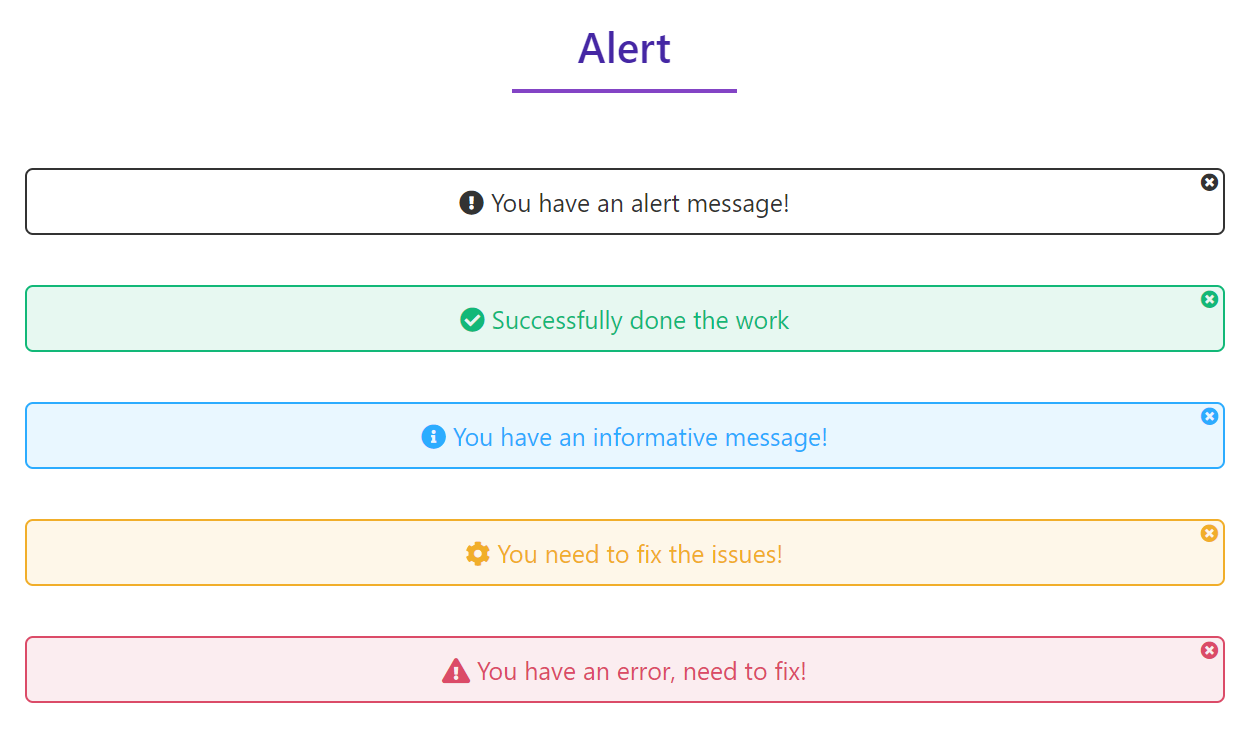 Alert
You have an alert message!
Successfully done the work
You have an informative message!
You need to fix the issues!
You have an error, need to fix!